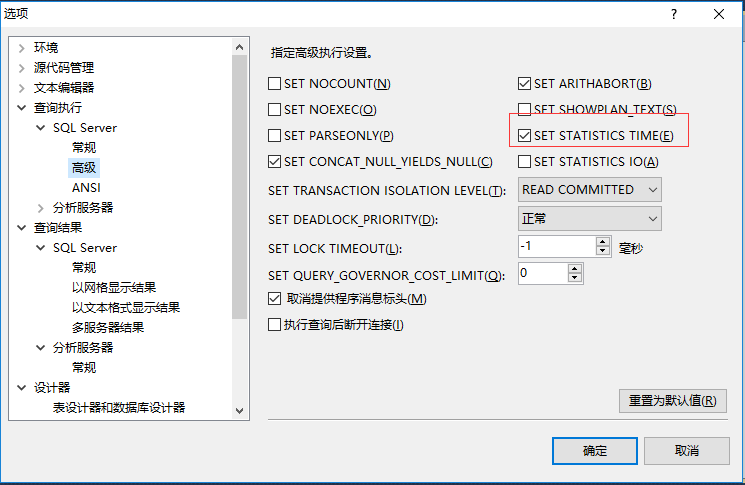 选项
环境
源代码管理
文本编辑器
查询执行
SQL Server
常规
高级
ANSI
分析服务器
查询结果
SQL Server
常规
以网格显示结果
以文本格式显示结果
多服务器结果
分析服务器
常规
设计器
表设计器和数据库设计器
指定高级执行设置。
SET NOCOUNT(N)
SET ARITHABORT(B)
SET NOEXEC(O)
SET SHOWPLAN_TEXT(S)
SET PARSEONLY(P)
SET STATISTICS TIME(E)
SET CONCAT_NULL_YIELDS_NULL(C)
SET STATISTICS IO(A)
SET TRANSACTION ISOLATION LEVEL(T): READ COMMITTED
SET DEADLOCK_PRIORITY(D): 正常
SET LOCK TIMEOUT(L): -1 毫秒
SET QUERY_GOVERNOR_COST_LIMIT(Q): 0
取消提供程序消息标头(M)
执行查询后断开连接(I)
重置为默认值(R)
确定 取消